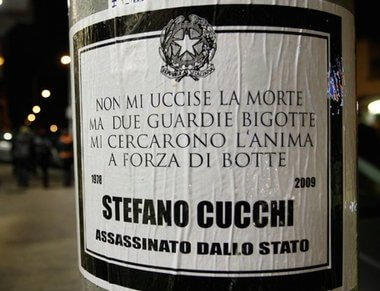 NON MI UCCISE LA MORTE
MA DUE GUARDIE BIGOTTE
MI CERCARONO L'ANIMA
A FORZA DI BOTTE
1978 2009
STEFANO CUCCHI
ASSASSINATO DALLO STATO